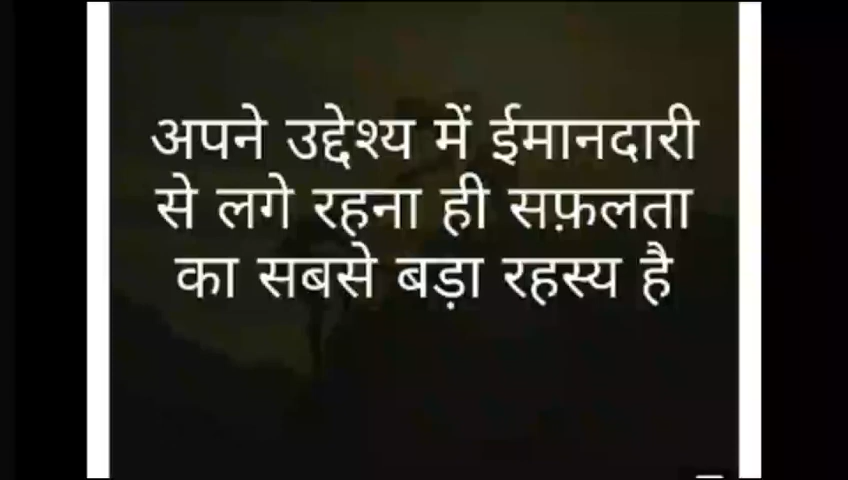 अपने उद्देश्य में ईमानदारी
से लगे रहना ही सफ़लता
का सबसे बड़ा रहस्य है